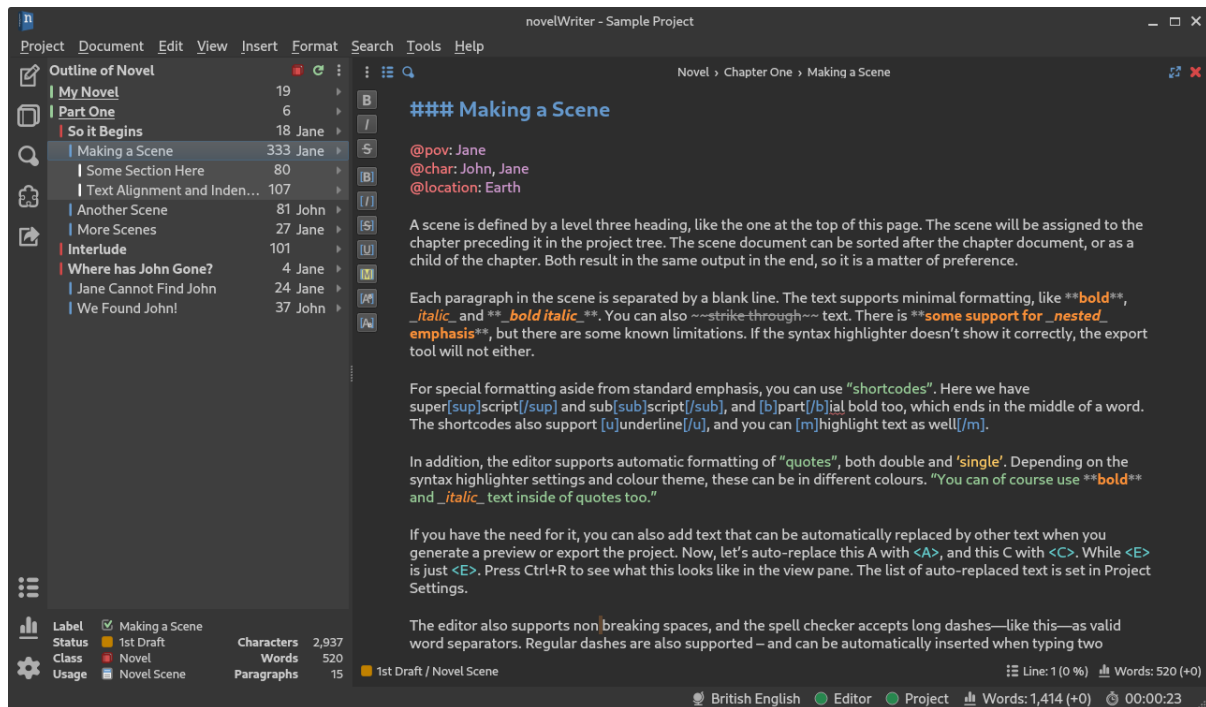 novelWriter - Sample Project
Project Document Edit View Insert Format Search Tools Help
Outline of Novel
My Novel 19
Part One 6
So it Begins 18 Jane
Making a Scene 333 Jane
Some Section Here 80
Text Alignment and Inden... 107
Another Scene 81 John
More Scenes 27 Jane
Interlude 101
Where has John Gone? 4 Jane
Jane Cannot Find John 24 Jane
We Found John! 37 John
Label Making a Scene
Status 1st Draft Characters 2,937
Class Novel Words 520
Usage Novel Scene Paragraphs 15
Novel › Chapter One › Making a Scene
B
I
S
[B]
[I]
[S]
[U]
[M]
### Making a Scene
@pov: Jane
@char: John, Jane
@location: Earth
A scene is defined by a level three heading, like the one at the top of this page. The scene will be assigned to the
chapter preceding it in the project tree. The scene document can be sorted after the chapter document, or as a
child of the chapter. Both result in the same output in the end, so it is a matter of preference.
Each paragraph in the scene is separated by a blank line. The text supports minimal formatting, like **bold**,
_italic_ and **_bold italic_**. You can also ~~strike through~~ text. There is **some support for _nested_
emphasis**, but there are some known limitations. If the syntax highlighter doesn’t show it correctly, the export
tool will not either.
For special formatting aside from standard emphasis, you can use “shortcodes”. Here we have
super[sup]script[/sup] and sub[sub]script[/sub], and [b]part[/b]ial bold too, which ends in the middle of a word.
The shortcodes also support [u]underline[/u], and you can [m]highlight text as well[/m].
In addition, the editor supports automatic formatting of “quotes”, both double and ‘single’. Depending on the
syntax highlighter settings and colour theme, these can be in different colours. “You can of course use **bold**
and _italic_ text inside of quotes too.”
If you have the need for it, you can also add text that can be automatically replaced by other text when you
generate a preview or export the project. Now, let’s auto-replace this A with <A>, and this C with <C>. While <E>
is just <E>. Press Ctrl+R to see what this looks like in the view pane. The list of auto-replaced text is set in Project
Settings.
The editor also supports non breaking spaces, and the spell checker accepts long dashes—like this—as valid
word separators. Regular dashes are also supported – and can be automatically inserted when typing two
1st Draft / Novel Scene Line: 1 (0 %) Words: 520 (+0)
British English Editor Project Words: 1,414 (+0) 00:00:23